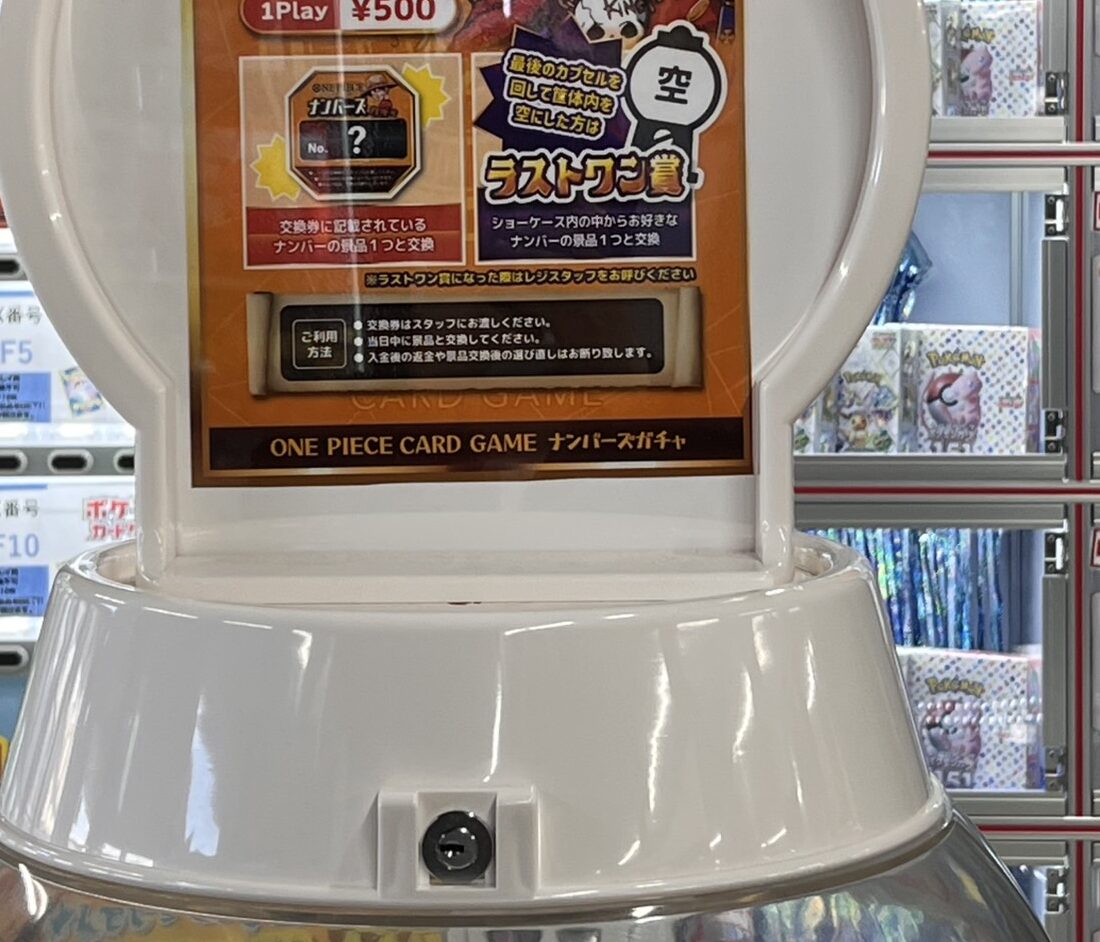 1Play ¥500
KING
ONE PIECE
ナンバーズ
No. ?
交換券に記載されている
ナンバーの景品1つと交換
最後のカプセルを
回して筐体内を
空にした方は
空
ラストワン賞
ショーケース内の中からお好きな
ナンバーの景品1つと交換
※ラストワン賞になった際はレジスタッフをお呼びください
ご利用
方法
● 交換券はスタッフにお渡しください。
● 当日中に景品と交換してください。
● 入金後の返金や景品交換後の選び直しはお断り致します。
CARD GAME
ONE PIECE CARD GAME ナンバーズガチャ
番号
F5
番号
F10
ポケ
カード
Pokémon
Pokémon
Pokémon
151
Pokémon
151